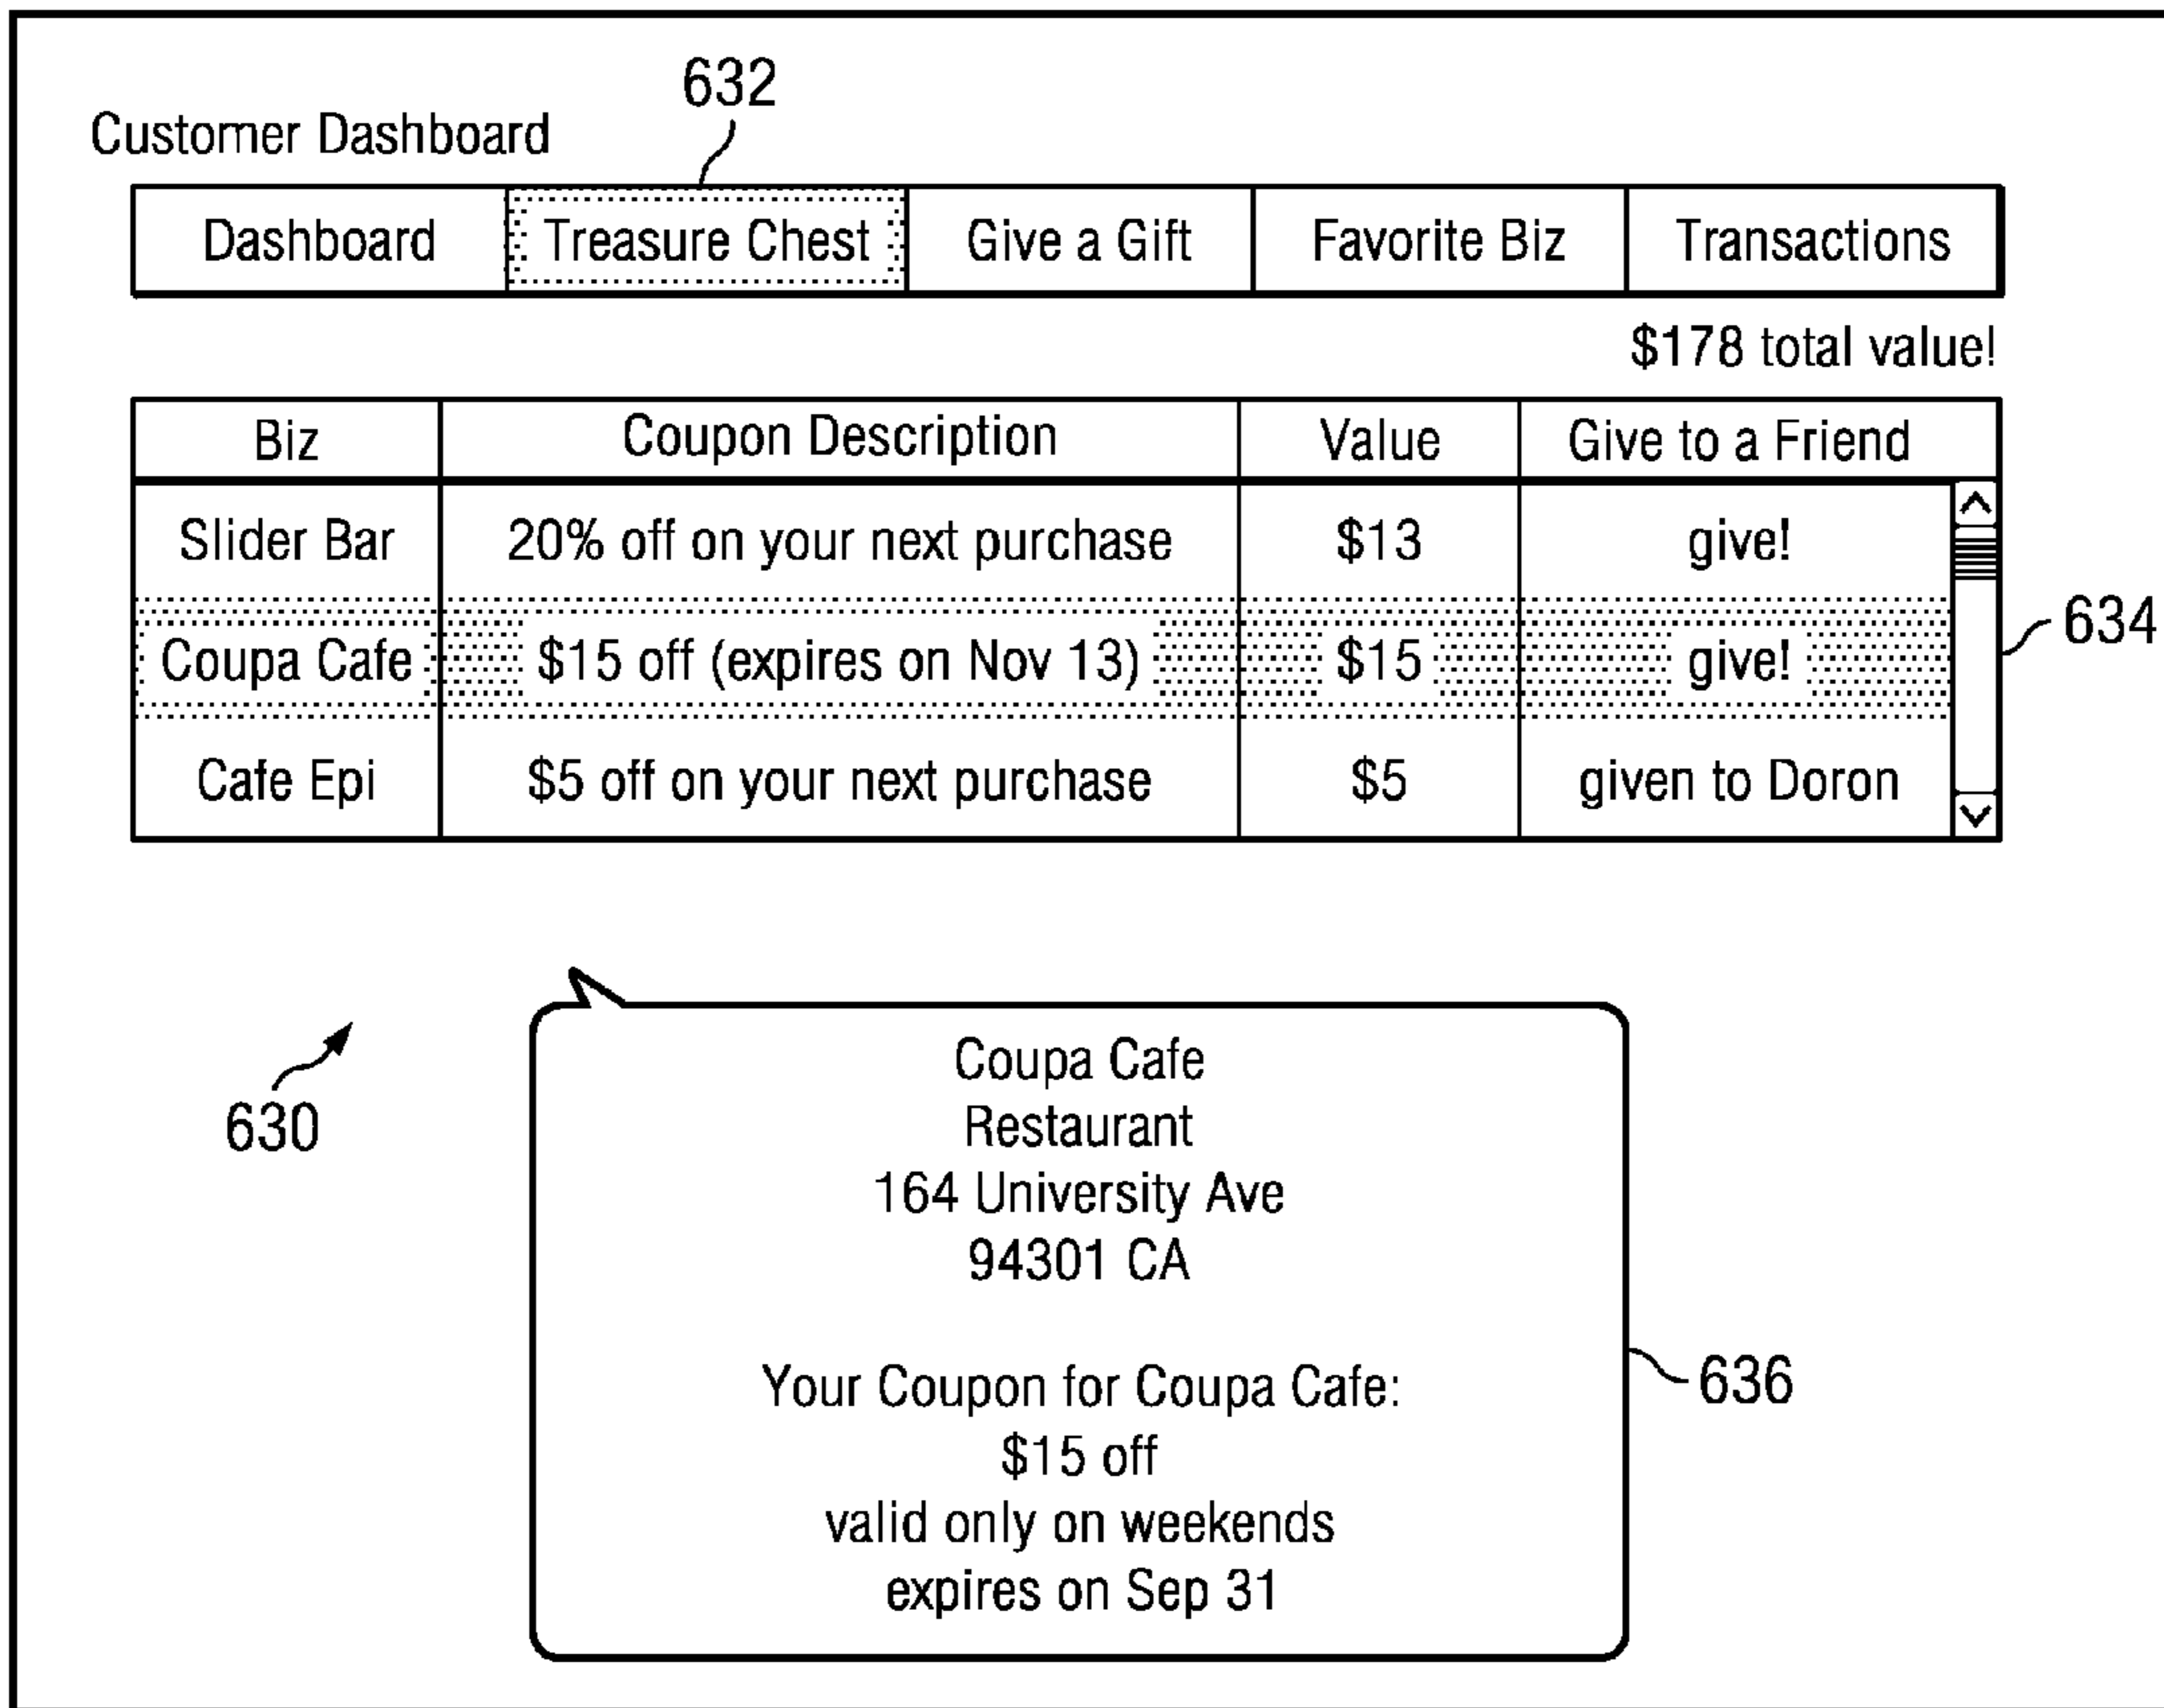 632
Customer Dashboard
Dashboard Treasure Chest Give a Gift Favorite Biz Transactions
$178 total value!
Biz Coupon Description Value Give to a Friend
Slider Bar 20% off on your next purchase $13 give!
634
Coupa Cafe $15 off (expires on Nov 13) $15 give!
Cafe Epi $5 off on your next purchase $5 given to Doron
630
Coupa Cafe
Restaurant
164 University Ave
94301 CA
Your Coupon for Coupa Cafe:
636
$15 off
valid only on weekends
expires on Sep 31